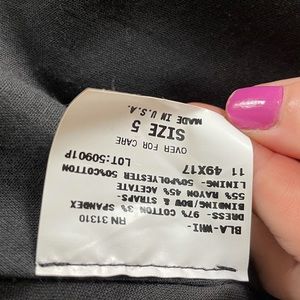 BLA-WHI-
RN 31310
DRESS- 97% COTTON 3% SPANDEX
BINDING/BOW & STRAPS-
55% RAYON 45% ACETATE
LINING- 50%POLYESTER 50%COTTON
11 49X17 LOT:50901P
OVER FOR CARE
SIZE 5
MADE IN U.S.A.